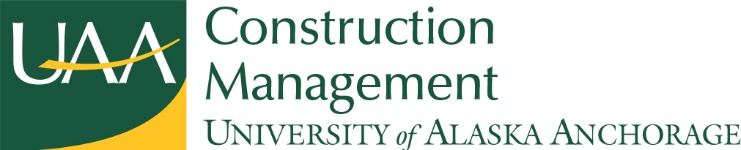 UAA
Construction
Management
UNIVERSITY of ALASKA ANCHORAGE